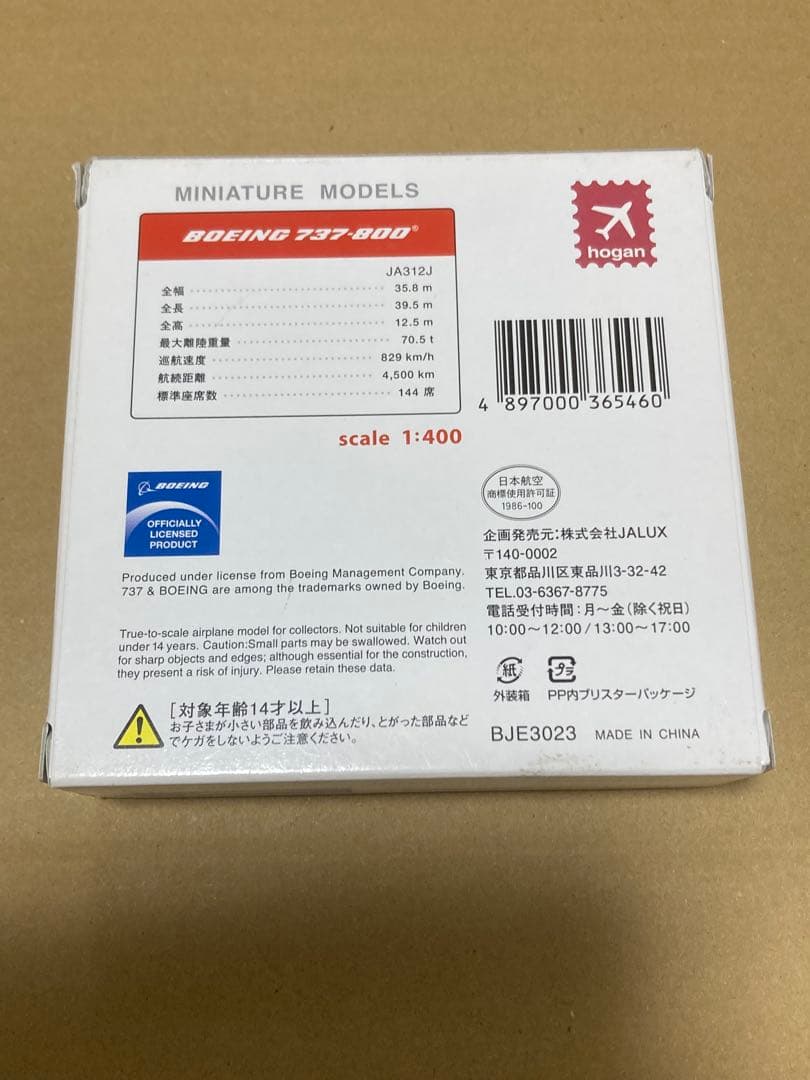 MINIATURE MODELS
BOEING 737-800®
JA312J
全幅 35.8 m
全長 39.5 m
全高 12.5 m
最大離陸重量 70.5 t
巡航速度 829 km/h
航続距離 4,500 km
標準座席数 144 席
scale 1:400
hogan
4 897000 365460
BOEING
OFFICIALLY
LICENSED
PRODUCT
Produced under license from Boeing Management Company.
737 & BOEING are among the trademarks owned by Boeing.
True-to-scale airplane model for collectors. Not suitable for children
under 14 years. Caution:Small parts may be swallowed. Watch out
for sharp objects and edges; although essential for the construction,
they present a risk of injury. Please retain these data.
[対象年齢14才以上]
お子さまが小さい部品を飲み込んだり、とがった部品など
でケガをしないようご注意ください。
日本航空
商標使用許可証
1986-100
企画発売元:株式会社JALUX
〒140-0002
東京都品川区東品川3-32-42
TEL.03-6367-8775
電話受付時間:月〜金(除く祝日)
10:00〜12:00/13:00〜17:00
紙 プラ
外装箱 PP内ブリスターパッケージ
BJE3023 MADE IN CHINA